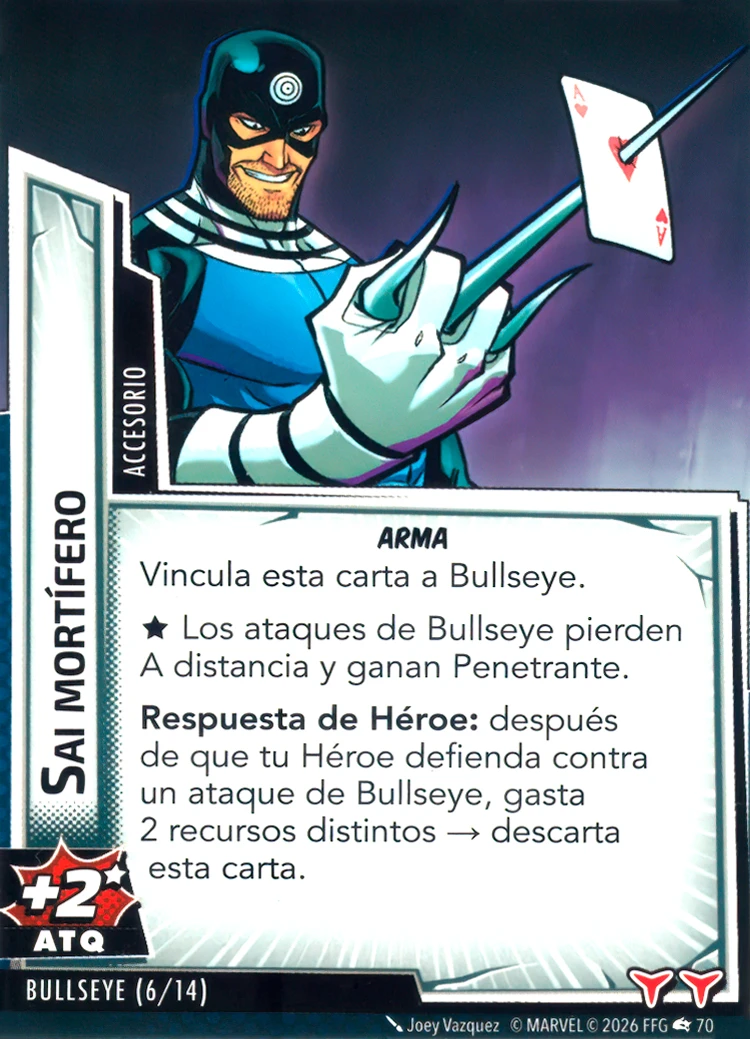 A
A
ACCESORIO
SAI MORTÍFERO
ARMA
Vincula esta carta a Bullseye.
★ Los ataques de Bullseye pierden
A distancia y ganan Penetrante.
Respuesta de Héroe: después
de que tu Héroe defienda contra
un ataque de Bullseye, gasta
2 recursos distintos → descarta
esta carta.
+2★
ATQ
BULLSEYE (6/14)
Joey Vazquez © MARVEL © 2026 FFG 70